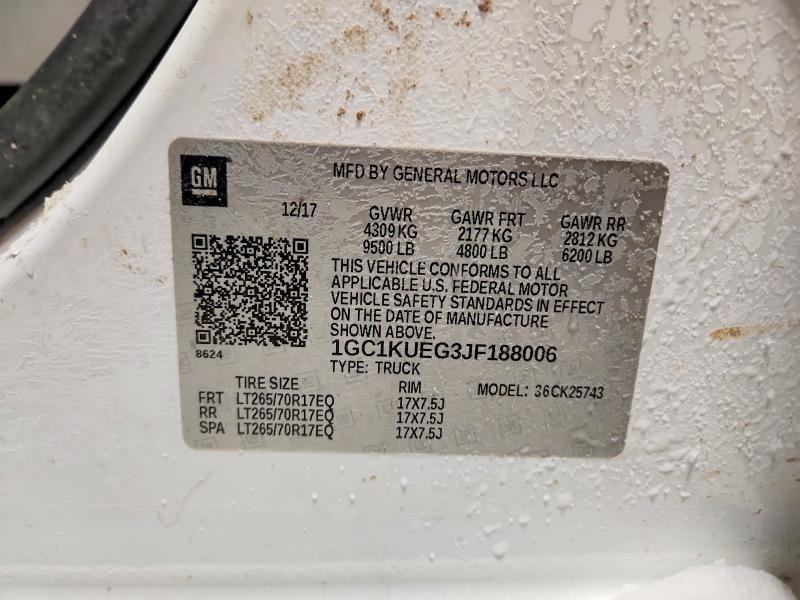 GM
MFD BY GENERAL MOTORS LLC
12/17 GVWR GAWR FRT GAWR RR
4309 KG 2177 KG 2812 KG
9500 LB 4800 LB 6200 LB
THIS VEHICLE CONFORMS TO ALL
APPLICABLE U.S. FEDERAL MOTOR
VEHICLE SAFETY STANDARDS IN EFFECT
ON THE DATE OF MANUFACTURE
SHOWN ABOVE.
8624
1GC1KUEG3JF188006
TYPE: TRUCK
TIRE SIZE RIM MODEL: 36CK25743
FRT LT265/70R17EQ 17X7.5J
RR LT265/70R17EQ 17X7.5J
SPA LT265/70R17EQ 17X7.5J